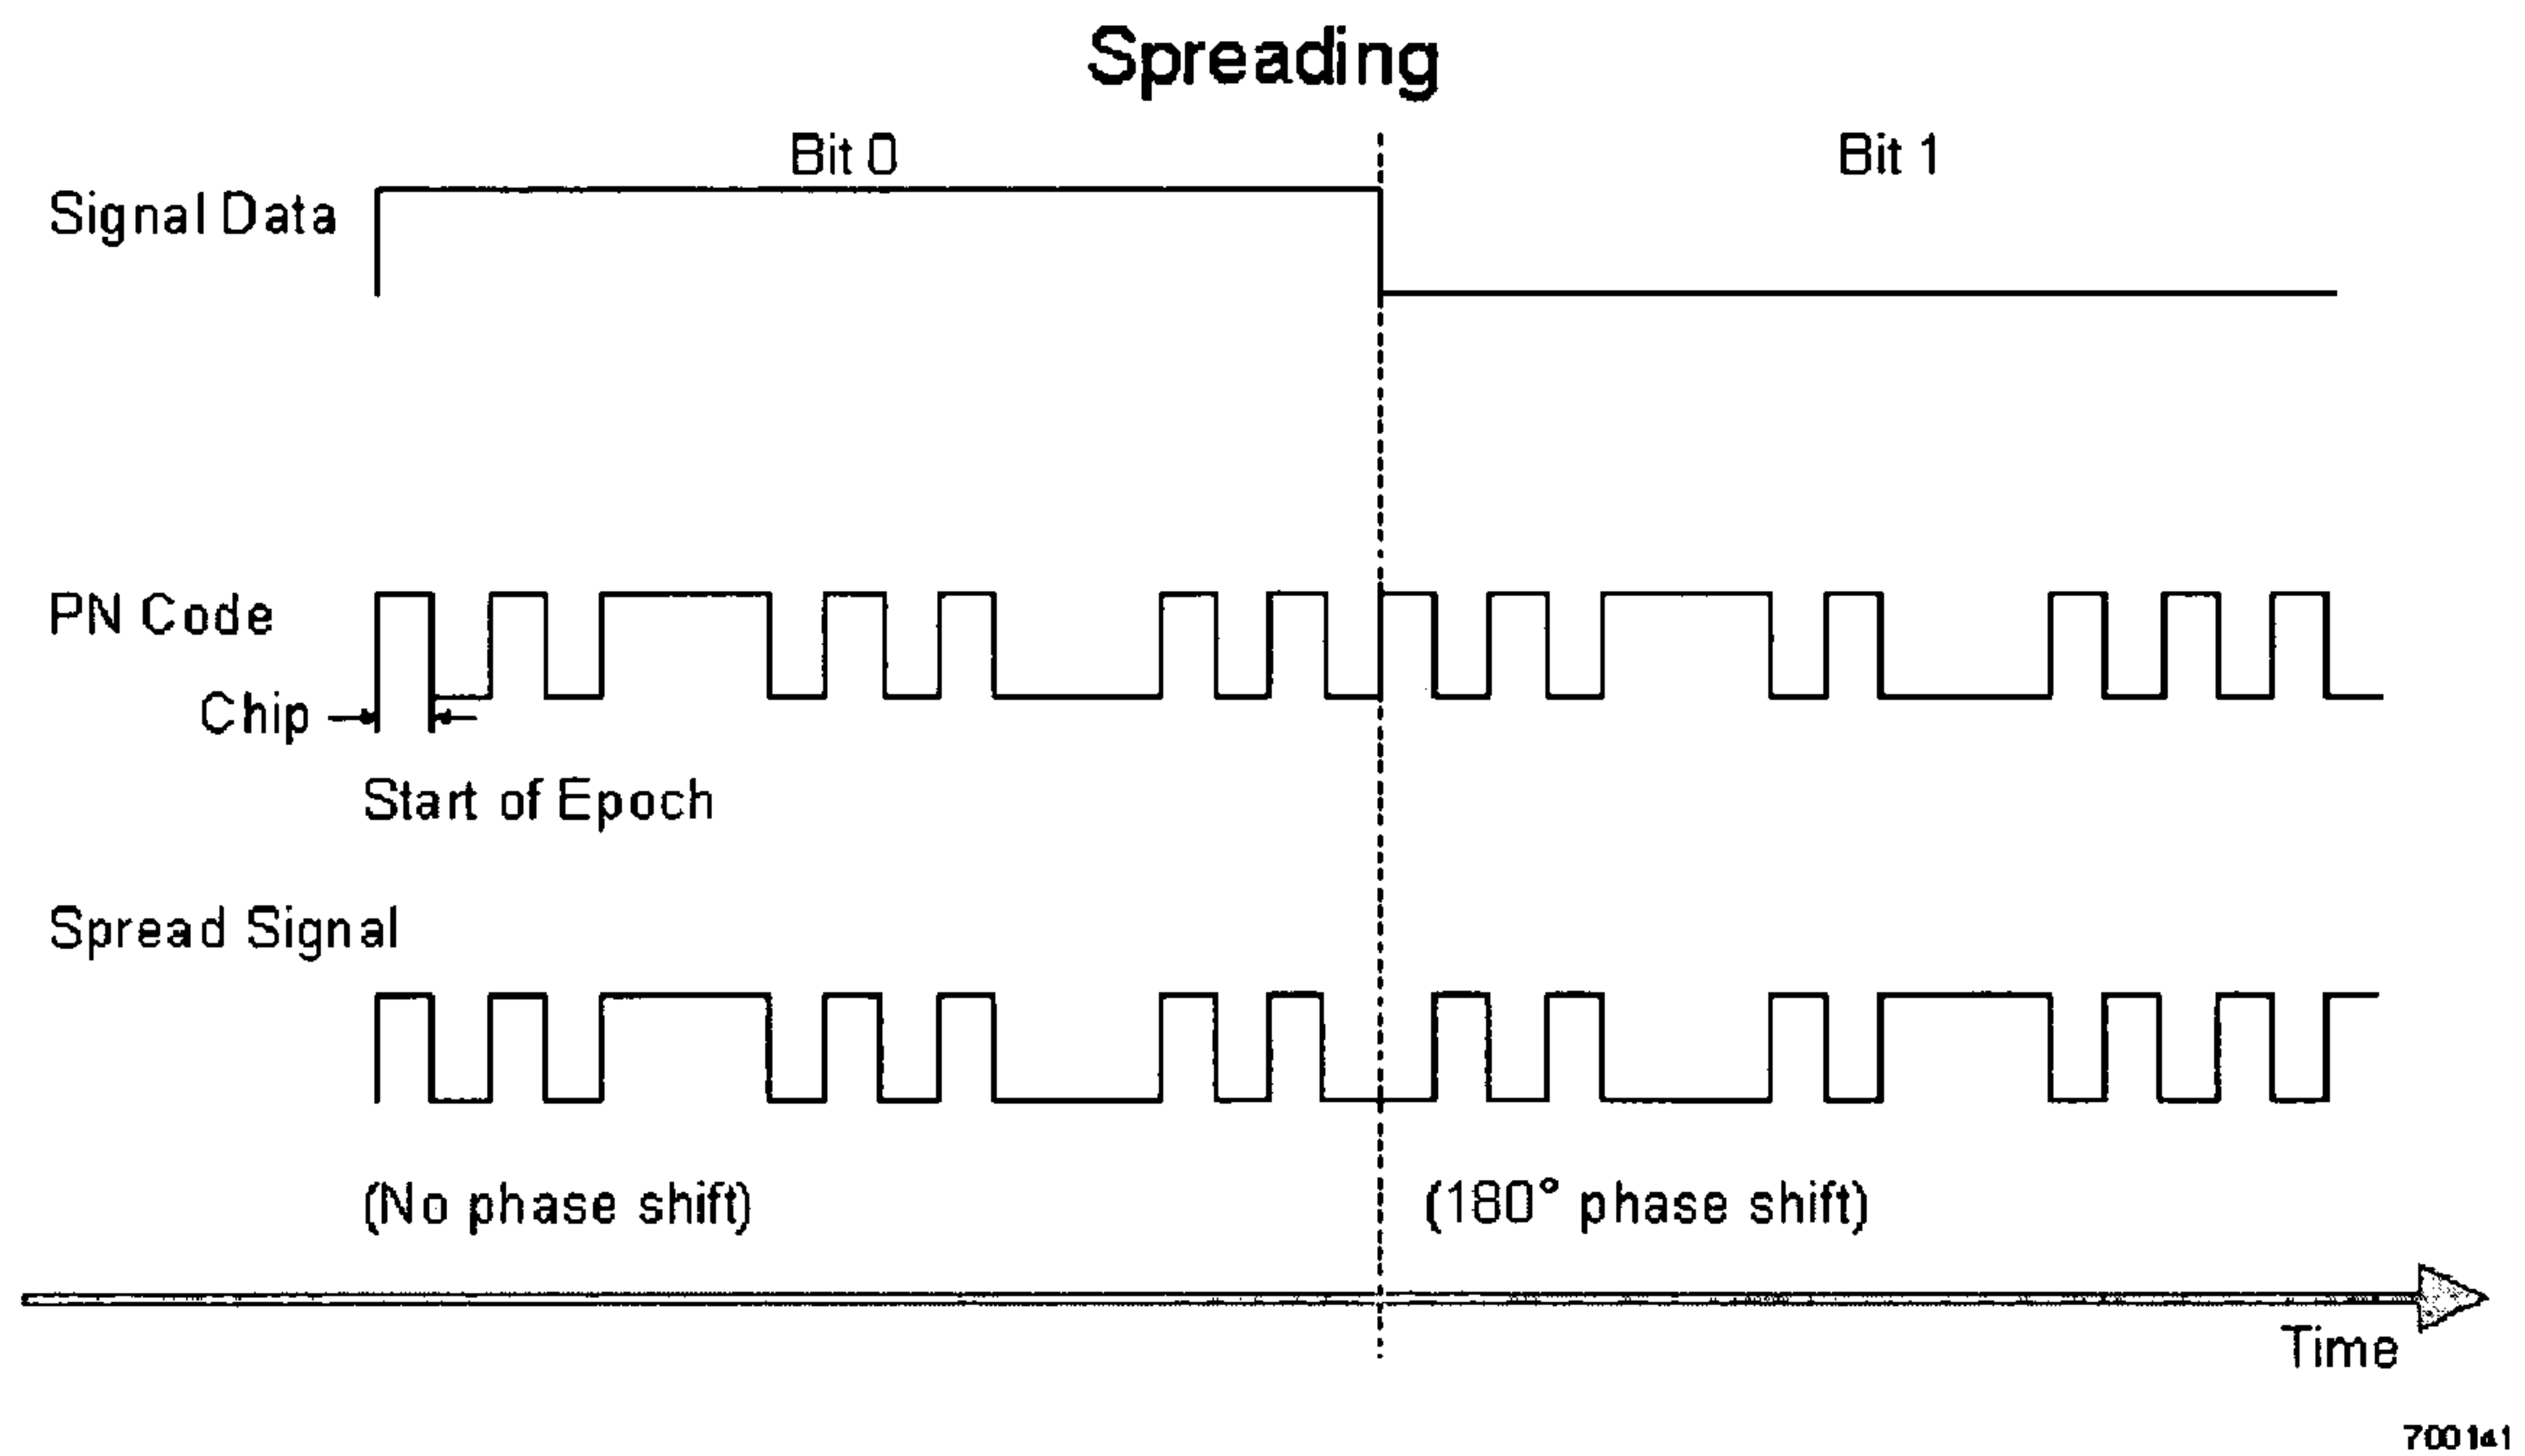 Spreading
Bit 0
Bit 1
Signal Data
PN Code
Chip
Start of Epoch
Spread Signal
(No phase shift)
(180° phase shift)
Time
700141